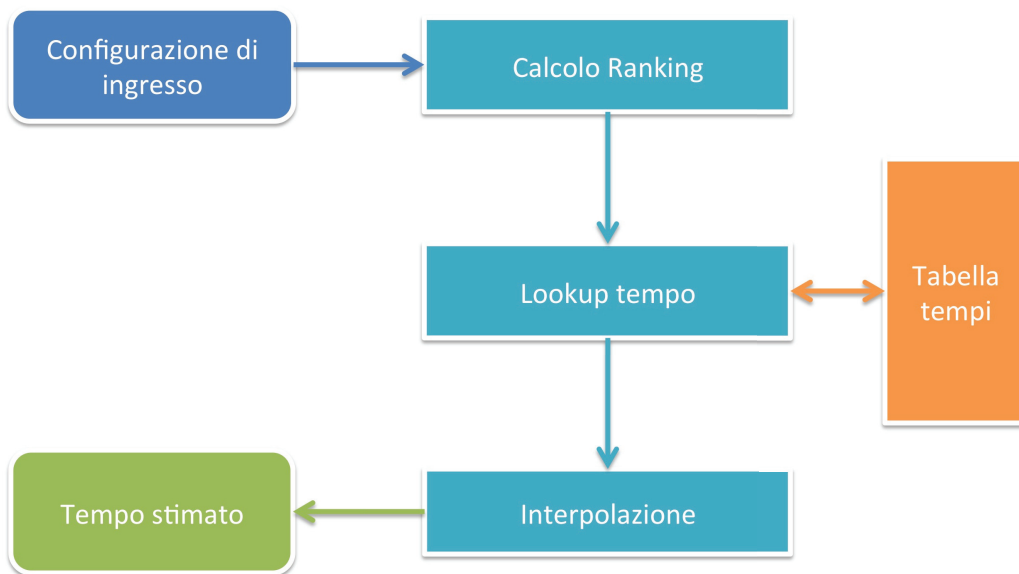 Configurazione di
ingresso
Calcolo Ranking
Lookup tempo
Tabella
tempi
Interpolazione
Tempo stimato